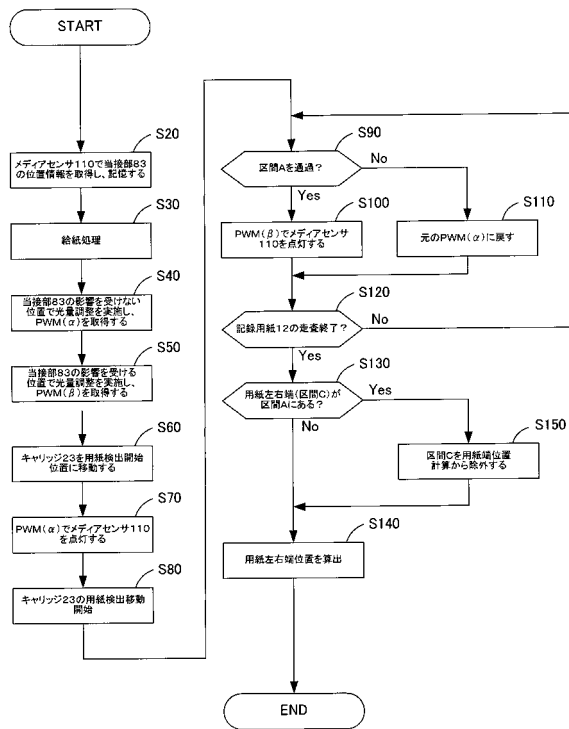 START
S20
メディアセンサ110で当接部83
の位置情報を取得し、記憶する
S30
給紙処理
S40
当接部83の影響を受けない
位置で光量調整を実施し、
PWM(α)を取得する
S50
当接部83の影響を受ける
位置で光量調整を実施し、
PWM(β)を取得する
S60
キャリッジ23を用紙検出開始
位置に移動する
S70
PWM(α)でメディアセンサ110
を点灯する
S80
キャリッジ23の用紙検出移動
開始
S90
区間Aを通過?
No
Yes
S100
PWM(β)でメディアセンサ
110を点灯する
S110
元のPWM(α)に戻す
S120
記録用紙12の走査終了?
No
Yes
S130
用紙左右端(区間C)が
区間Aにある?
Yes
No
S150
区間Cを用紙端位置
計算から除外する
S140
用紙左右端位置を算出
END